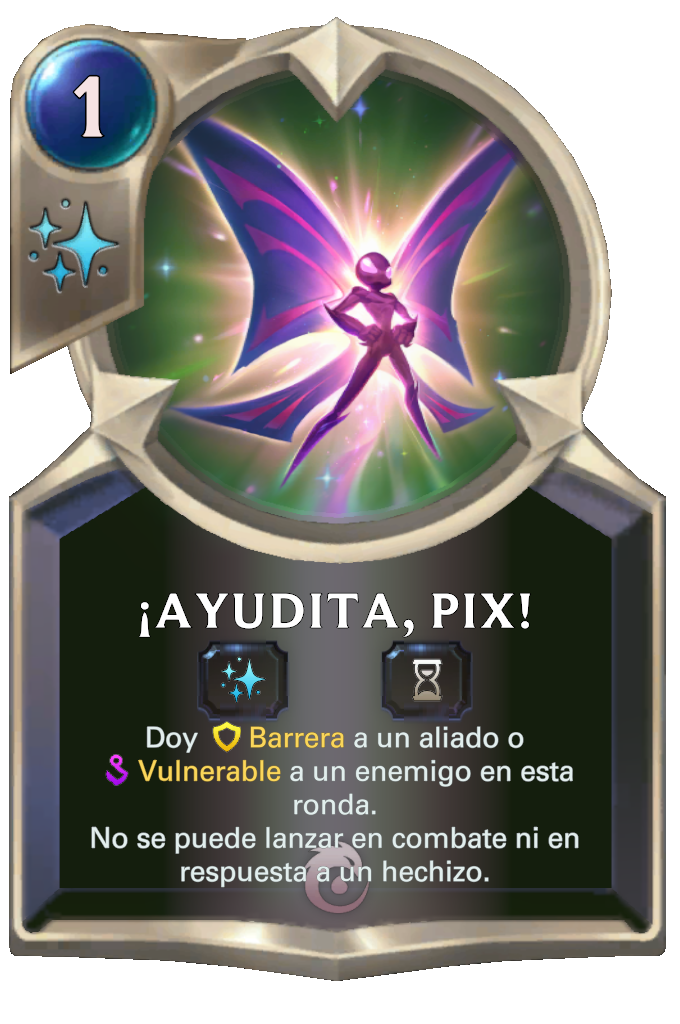 1
¡AYUDITA, PIX!
Doy Barrera a un aliado o
Vulnerable a un enemigo en esta
ronda.
No se puede lanzar en combate ni en
respuesta a un hechizo.